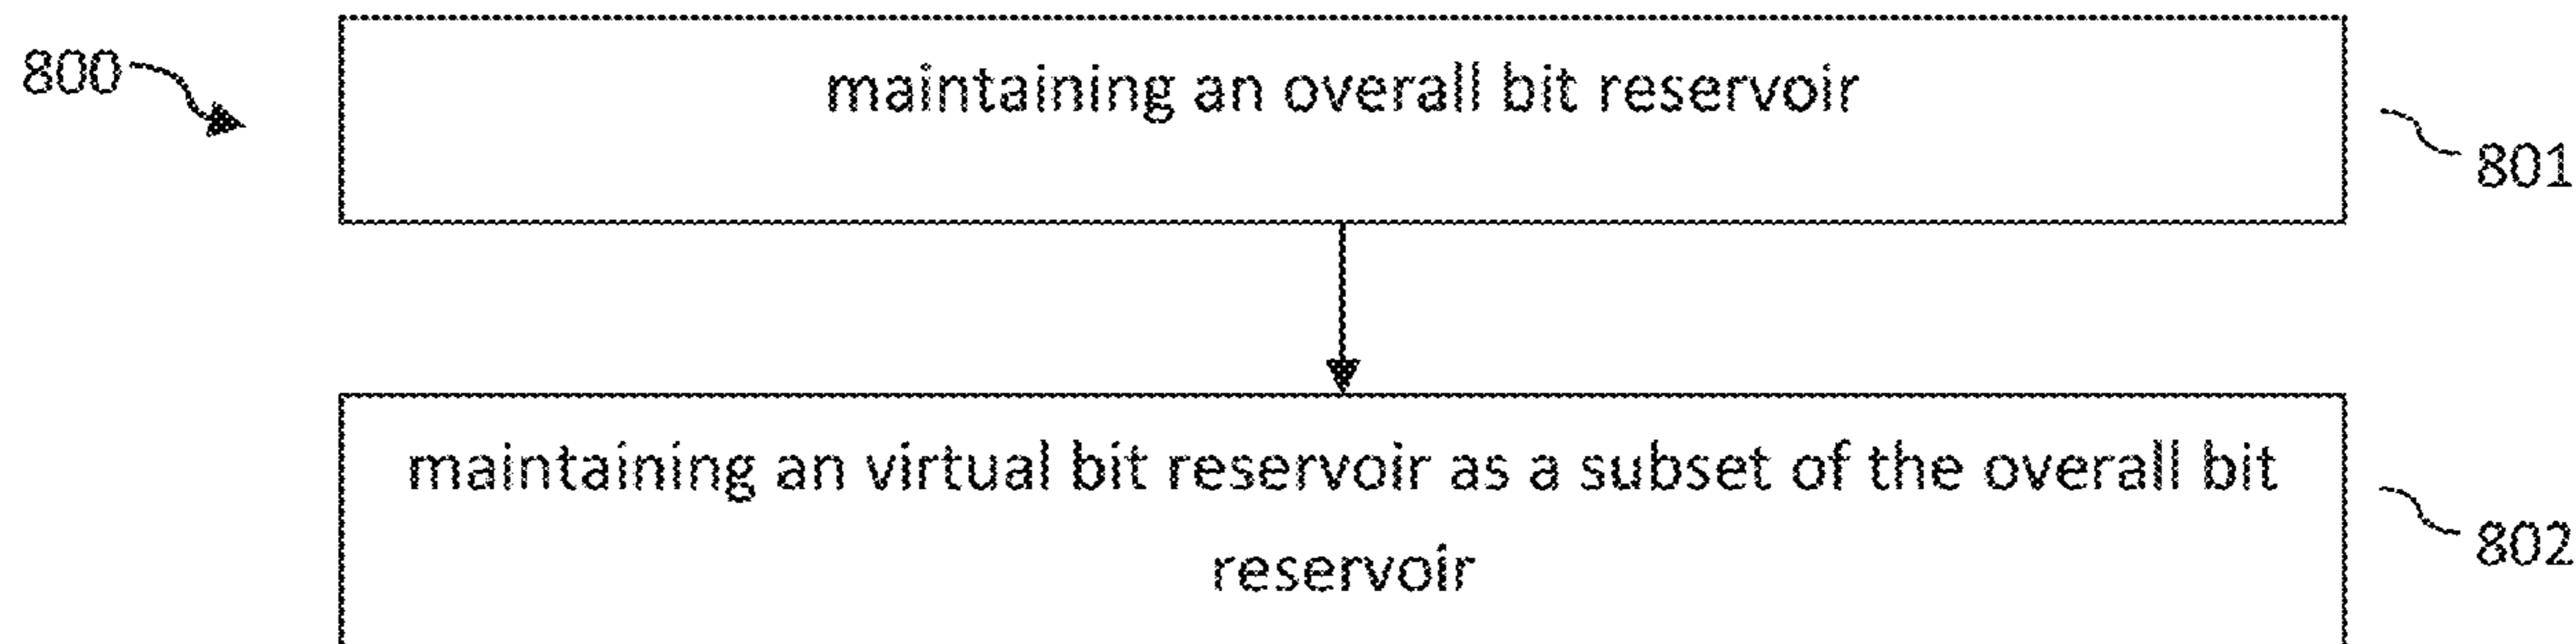 800
maintaining an overall bit reservoir
801
maintaining an virtual bit reservoir as a subset of the overall bit
reservoir
802